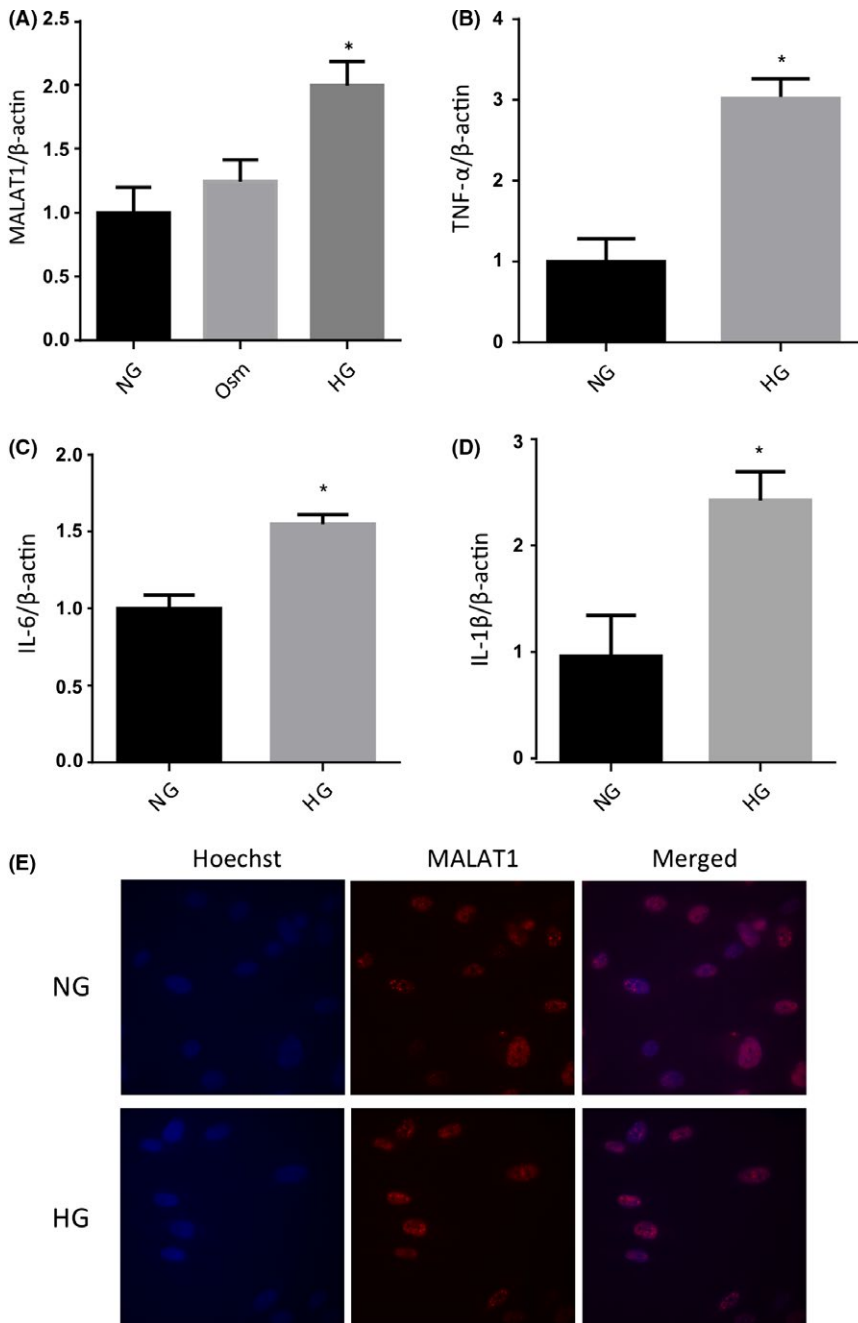 (A)
MALAT1/β-actin
2.5
2.0
1.5
1.0
0.5
0.0
*
NG
Osm
HG
(B)
TNF-α/β-actin
4
3
2
1
0
*
NG
HG
(C)
IL-6/β-actin
2.0
1.5
1.0
0.5
0.0
*
NG
HG
(D)
IL-1β/β-actin
3
2
1
0
*
NG
HG
(E)
Hoechst
MALAT1
Merged
NG
HG